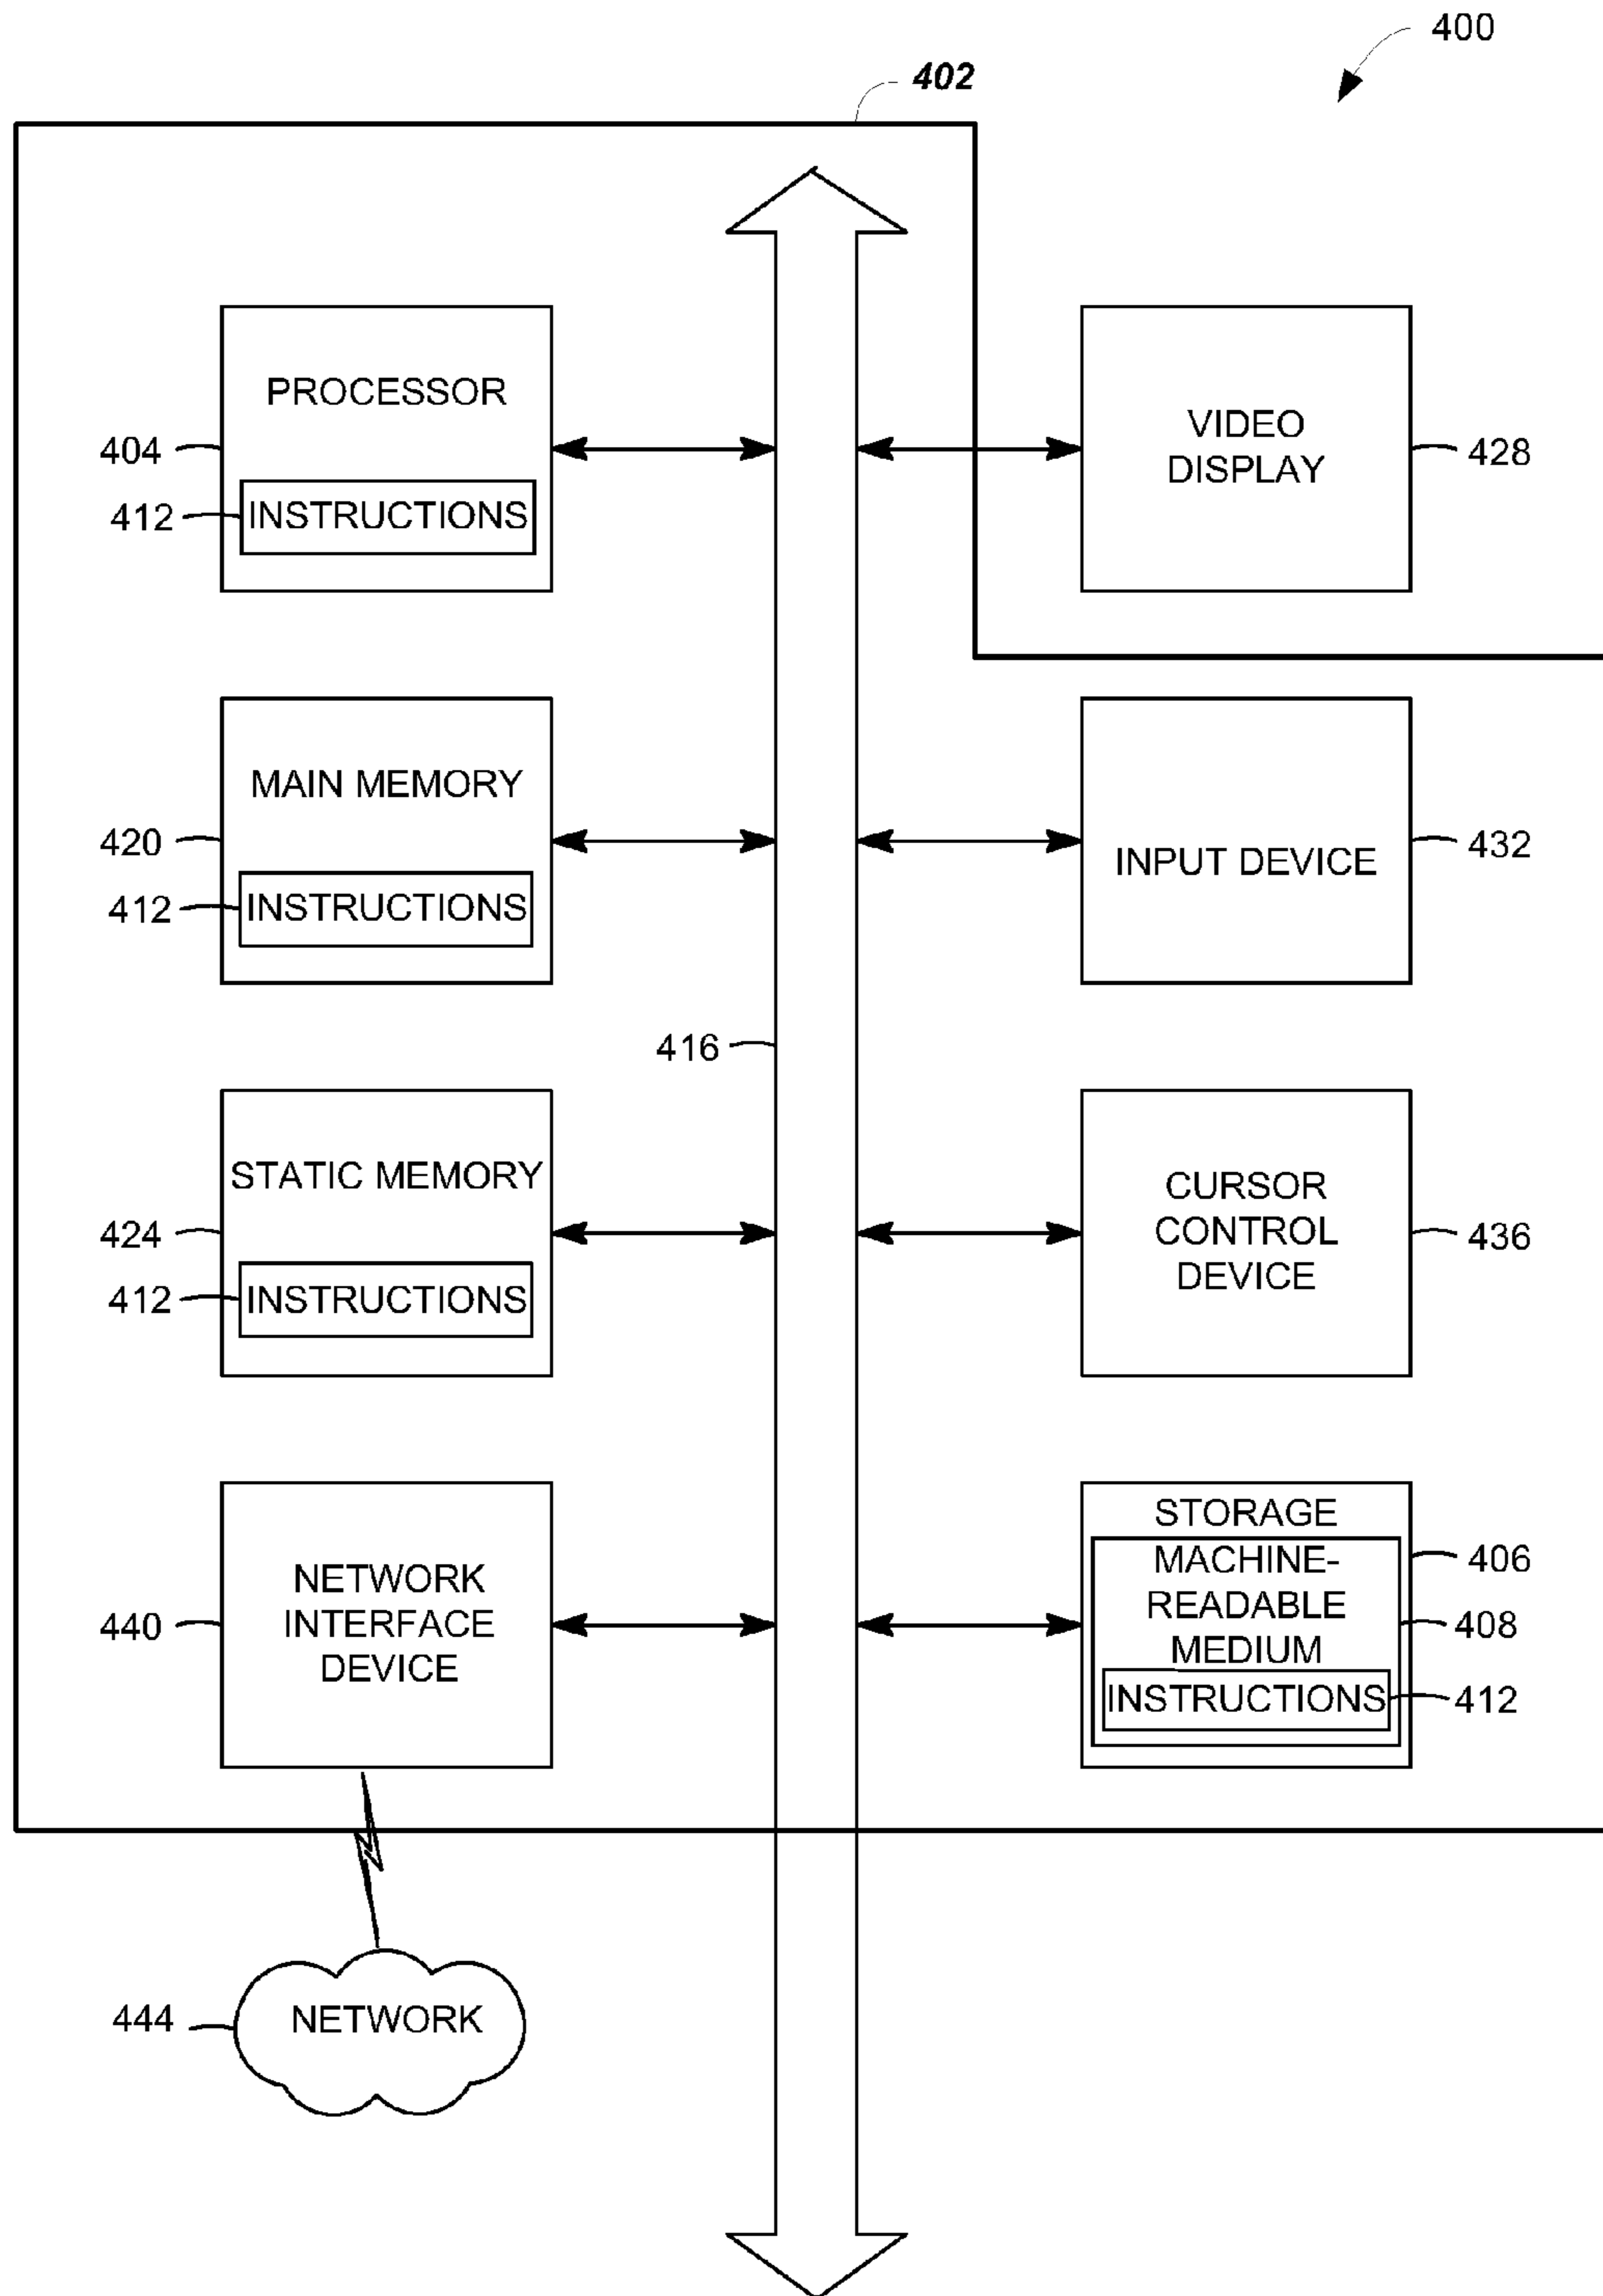 400
402
PROCESSOR
404
412
INSTRUCTIONS
VIDEO
DISPLAY
428
MAIN MEMORY
420
412
INSTRUCTIONS
INPUT DEVICE
432
416
STATIC MEMORY
424
412
INSTRUCTIONS
CURSOR
CONTROL
DEVICE
436
NETWORK
INTERFACE
DEVICE
440
STORAGE
MACHINE-
READABLE
MEDIUM
INSTRUCTIONS
406
408
412
444
NETWORK